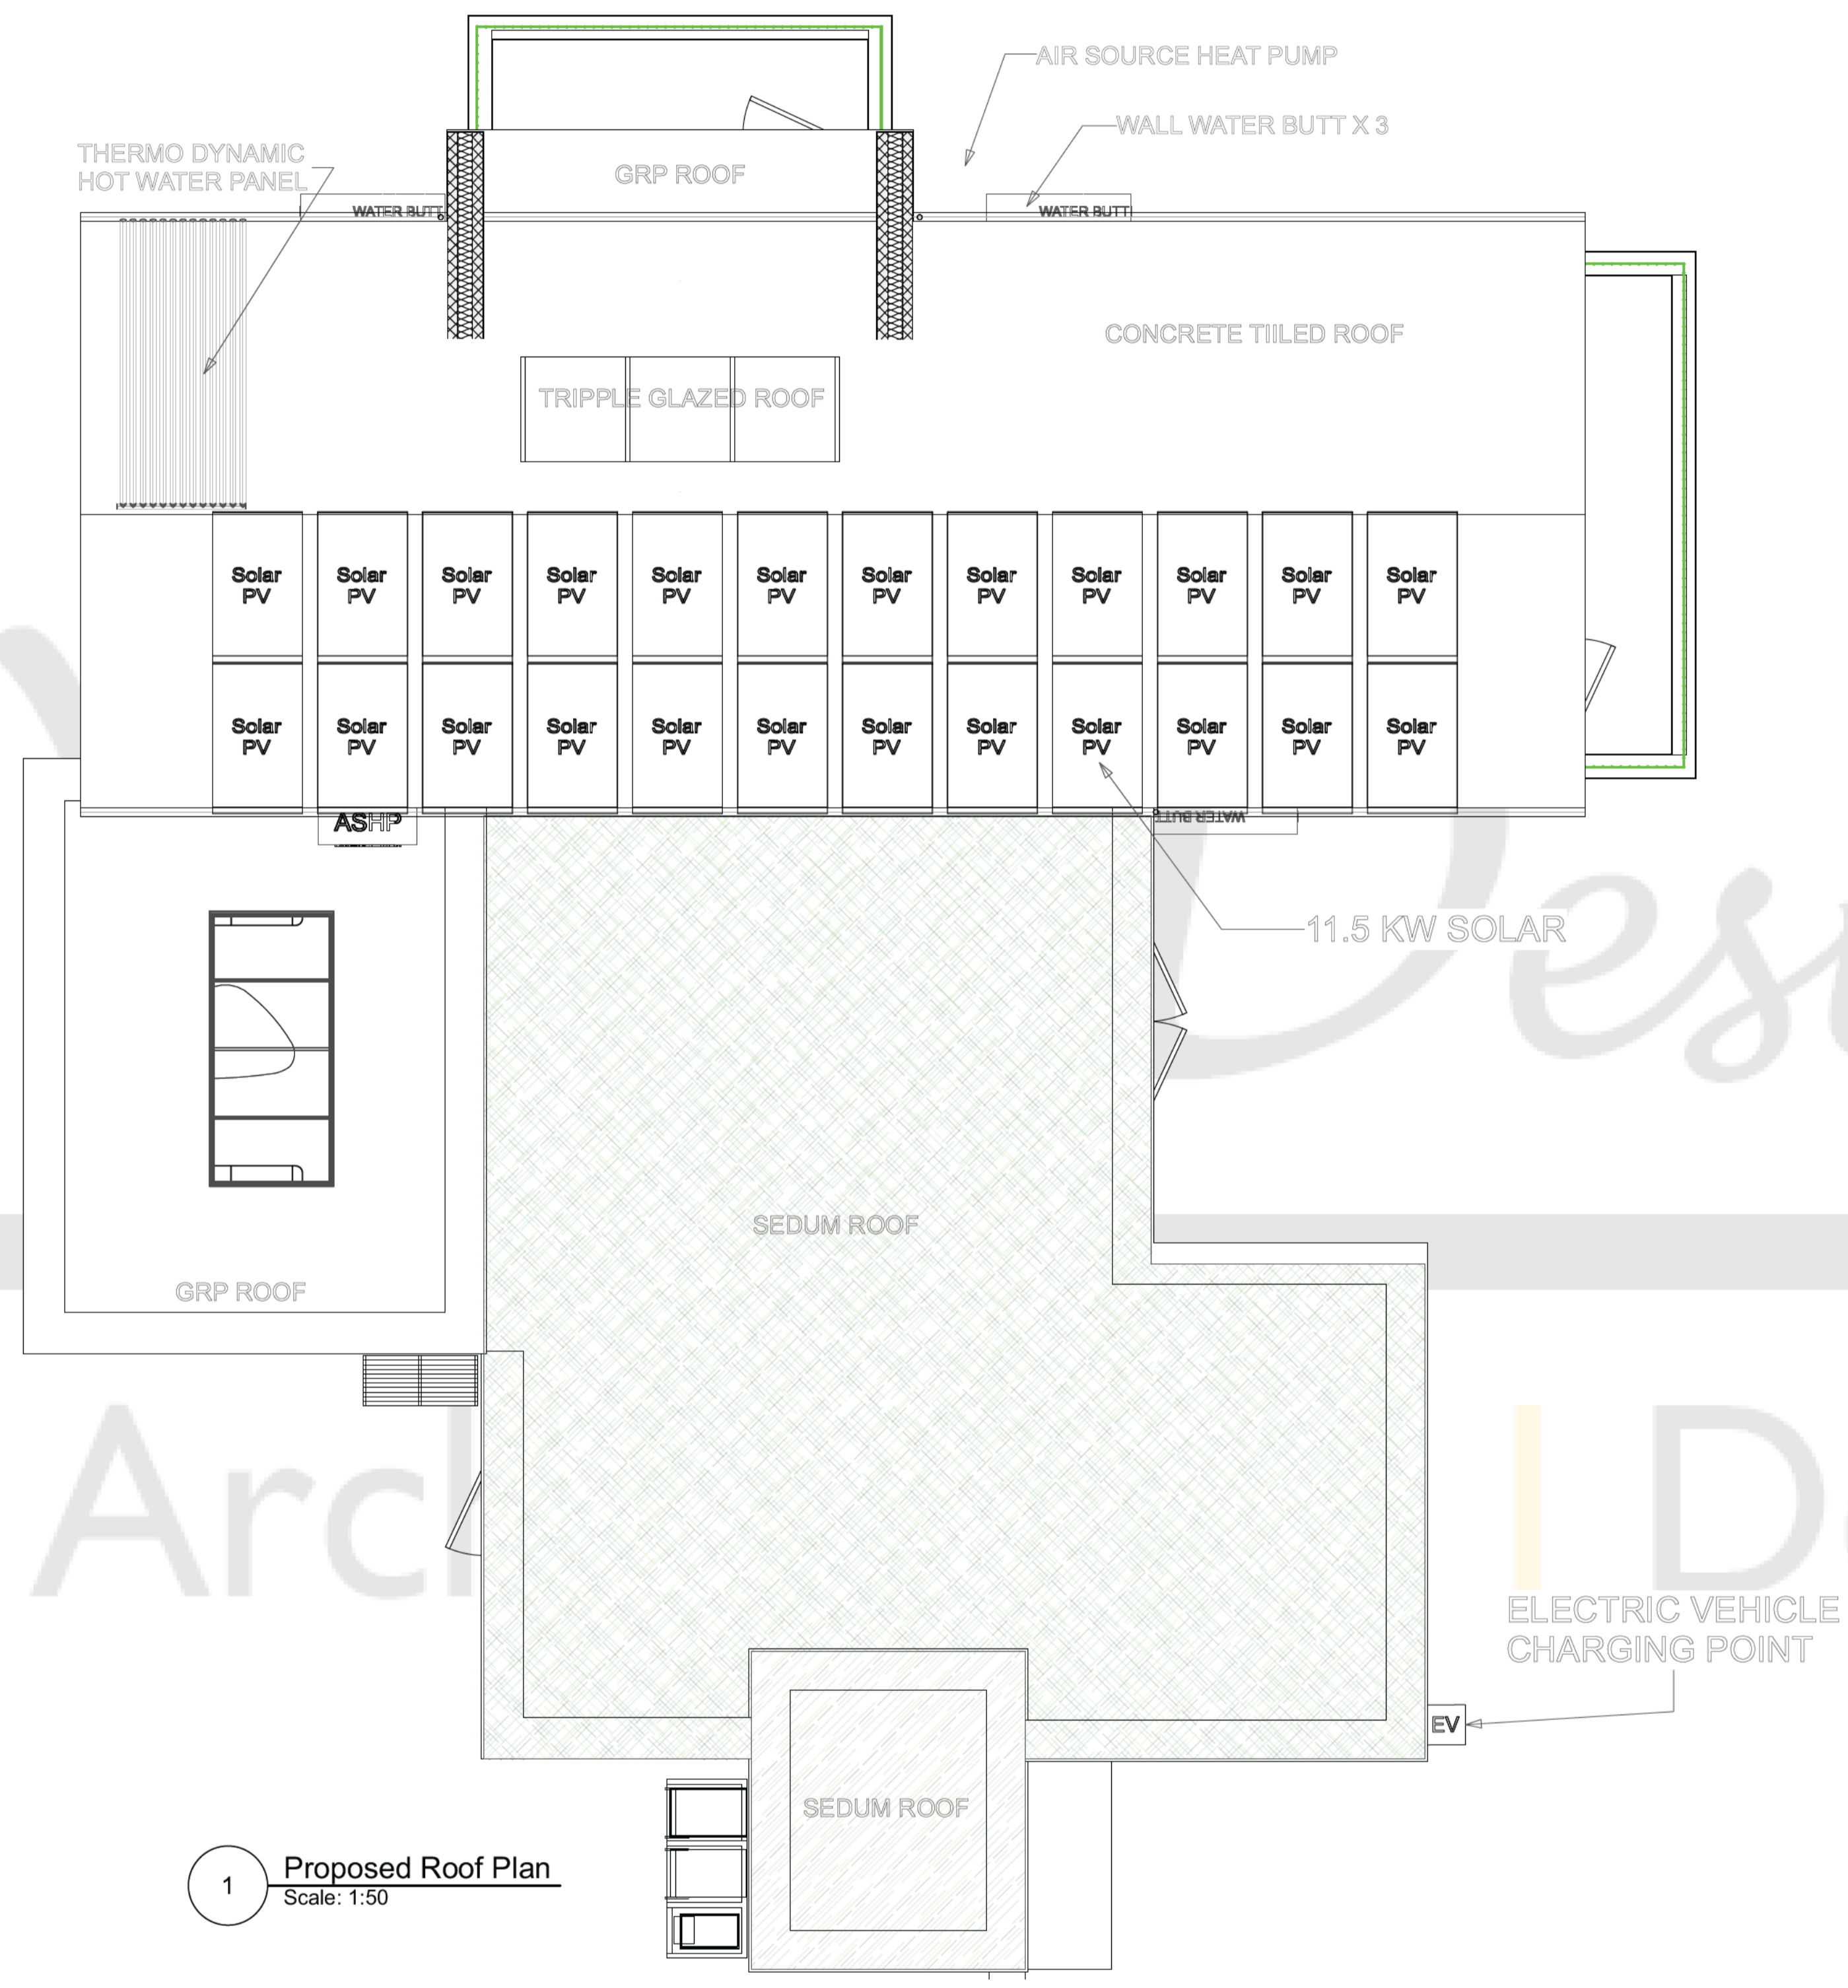 AIR SOURCE HEAT PUMP
WALL WATER BUTT X 3
THERMO DYNAMIC
HOT WATER PANEL
GRP ROOF
WATER BUTT
WATER BUTT
CONCRETE TIILED ROOF
TRIPPLE GLAZED ROOF
Solar Solar Solar Solar Solar Solar Solar Solar Solar Solar Solar Solar
PV PV PV PV PV PV PV PV PV PV PV PV
Solar Solar Solar Solar Solar Solar Solar Solar Solar Solar Solar Solar
PV PV PV PV PV PV PV PV PV PV PV PV
ASHP
WATER BUTT
11.5 KW SOLAR
SEDUM ROOF
GRP ROOF
ELECTRIC VEHICLE
CHARGING POINT
EV
SEDUM ROOF
1
Proposed Roof Plan
Scale: 1:50